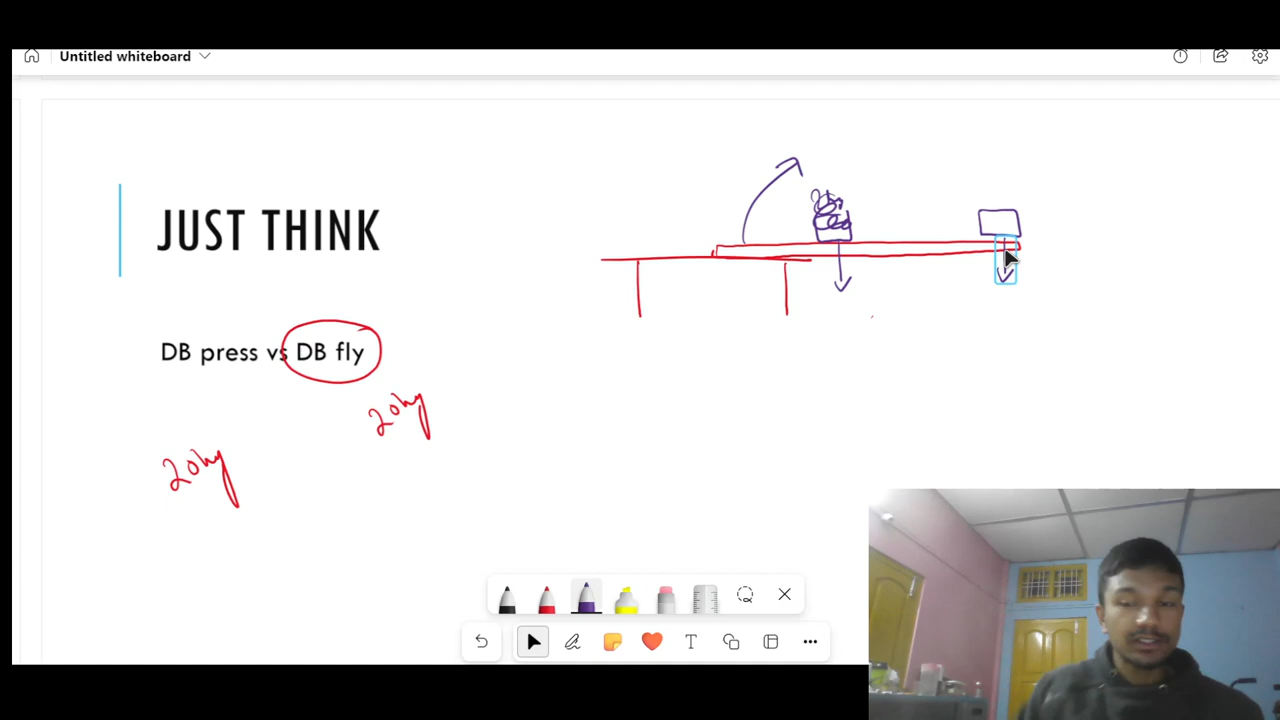 Untitled whiteboard
JUST THINK
DB press vs DB fly
20kg
20kg
T